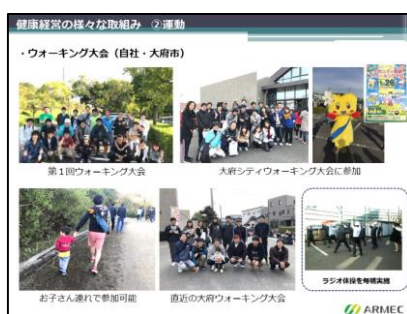 健康経営の様々な取組み　②運動
・ウォーキング大会（自社・大府市）
第１回ウォーキング大会
大府シティウォーキング大会に参加
お子さん連れで参加可能
直近の大府ウォーキング大会
ラジオ体操を毎朝実施
ARMEC